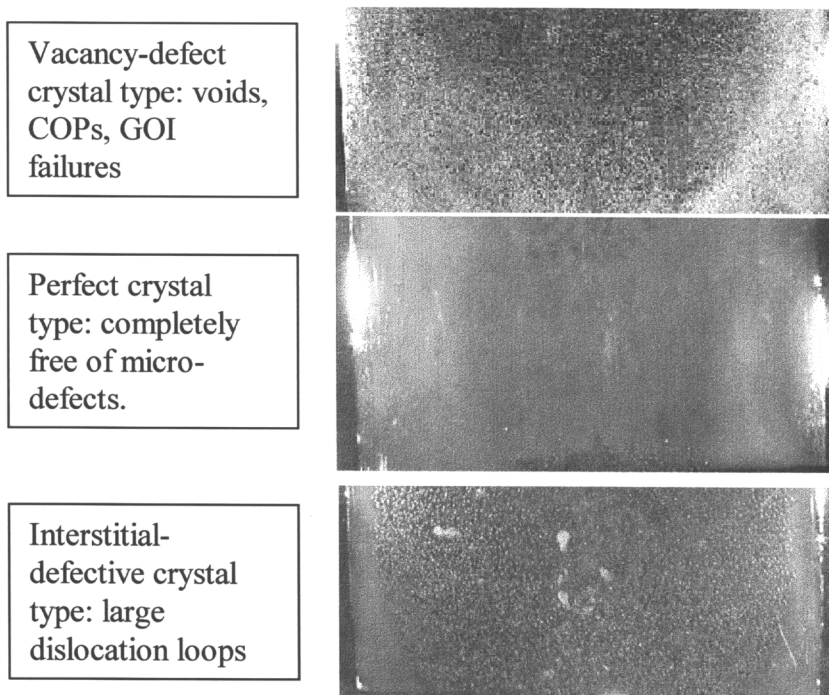 Vacancy-defect
crystal type: voids,
COPs, GOI
failures
Perfect crystal
type: completely
free of micro-
defects.
Interstitial-
defective crystal
type: large
dislocation loops